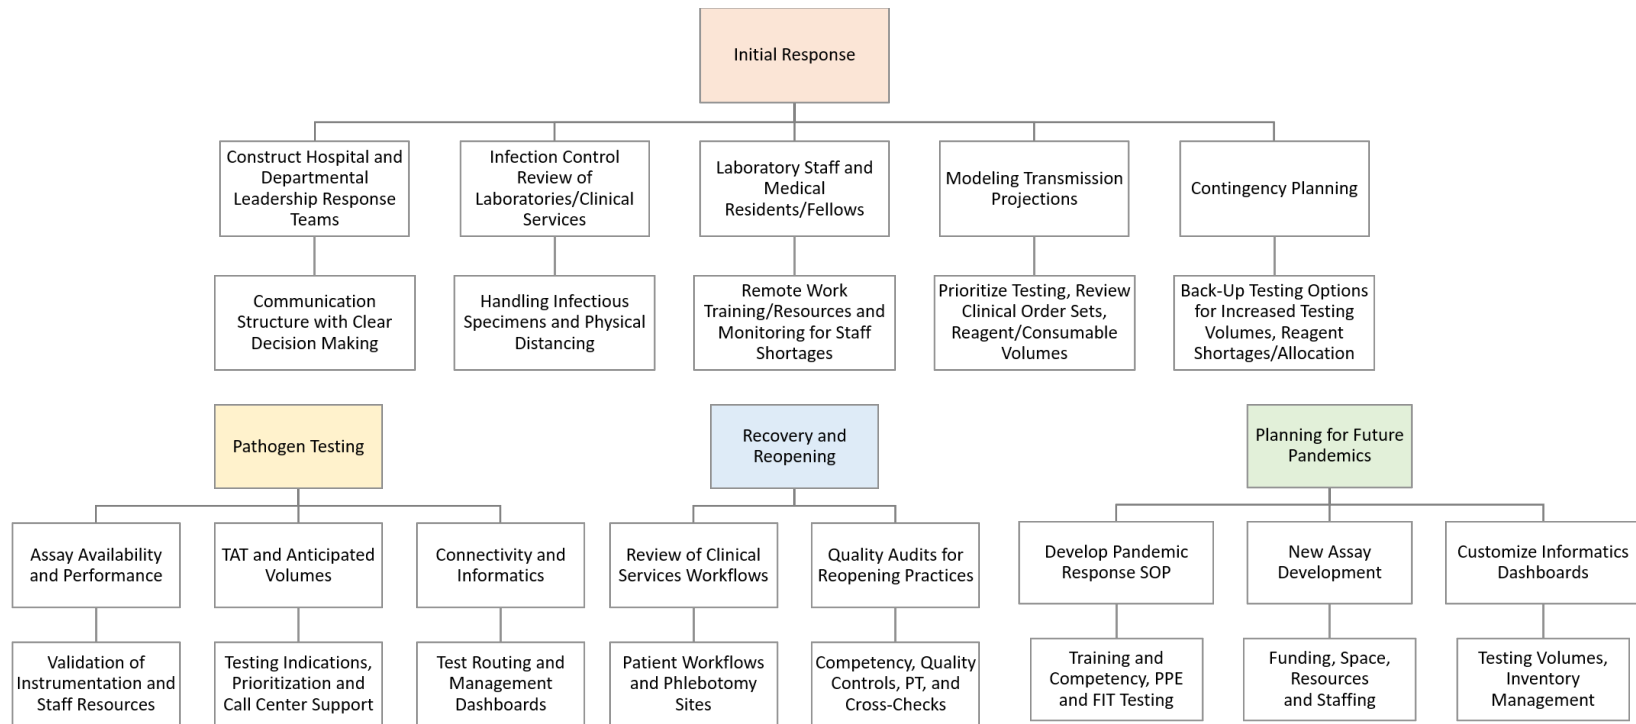 Initial Response
Construct Hospital and
Departmental
Leadership Response
Teams
Infection Control
Review of
Laboratories/Clinical
Services
Laboratory Staff and
Medical
Residents/Fellows
Modeling Transmission
Projections
Contingency Planning
Communication
Structure with Clear
Decision Making
Handling Infectious
Specimens and Physical
Distancing
Remote Work
Training/Resources and
Monitoring for Staff
Shortages
Prioritize Testing, Review
Clinical Order Sets,
Reagent/Consumable
Volumes
Back-Up Testing Options
for Increased Testing
Volumes, Reagent
Shortages/Allocation
Pathogen Testing
Assay Availability
and Performance
TAT and Anticipated
Volumes
Connectivity and
Informatics
Validation of
Instrumentation and
Staff Resources
Testing Indications,
Prioritization and
Call Center Support
Test Routing and
Management
Dashboards
Recovery and
Reopening
Review of Clinical
Services Workflows
Quality Audits for
Reopening Practices
Patient Workflows
and Phlebotomy
Sites
Competency, Quality
Controls, PT, and
Cross-Checks
Planning for Future
Pandemics
Develop Pandemic
Response SOP
New Assay
Development
Customize Informatics
Dashboards
Training and
Competency, PPE
and FIT Testing
Funding, Space,
Resources
and Staffing
Testing Volumes,
Inventory
Management